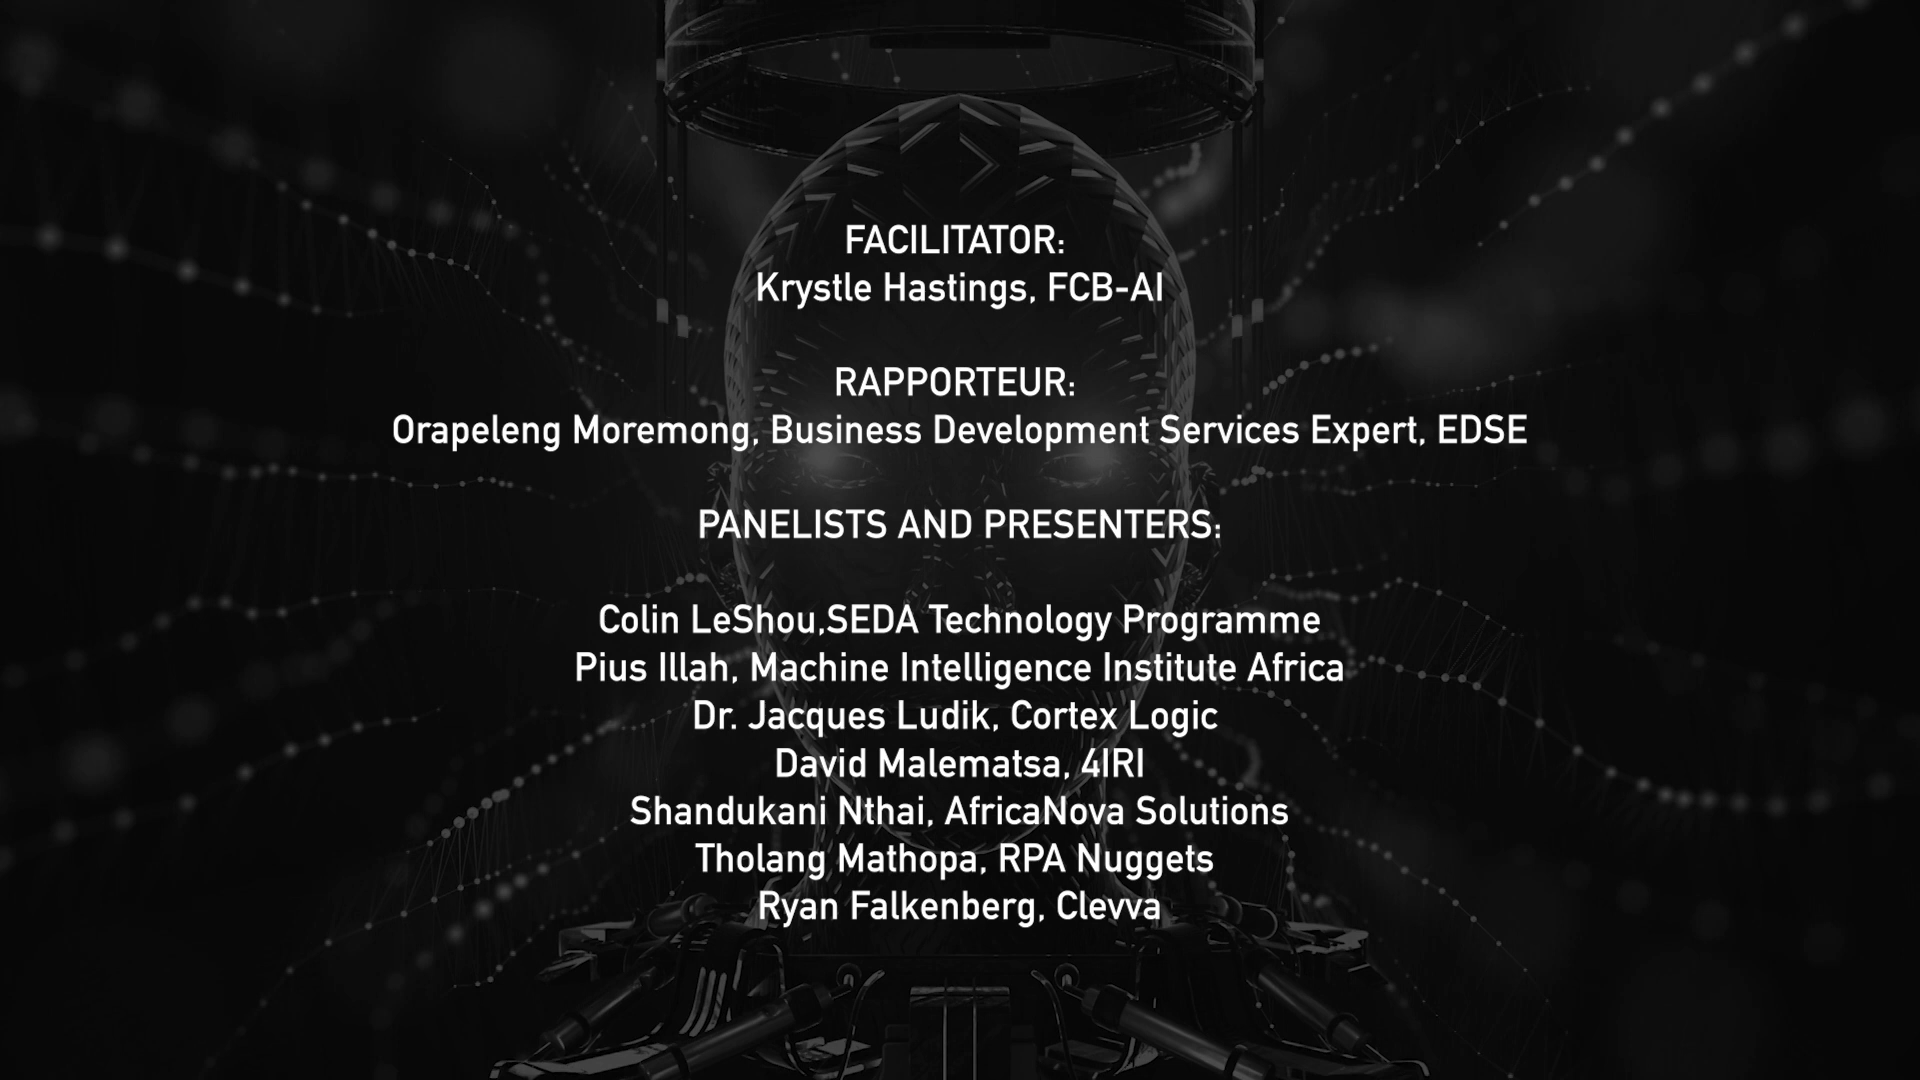 FACILITATOR:
Krystle Hastings, FCB-AI
RAPPORTEUR:
Orapeleng Moremong, Business Development Services Expert, EDSE
PANELISTS AND PRESENTERS:
Colin LeShou,SEDA Technology Programme
Pius Illah, Machine Intelligence Institute Africa
Dr. Jacques Ludik, Cortex Logic
David Malematsa, 4IRI
Shandukani Nthai, AfricaNova Solutions
Tholang Mathopa, RPA Nuggets
Ryan Falkenberg, Clevva